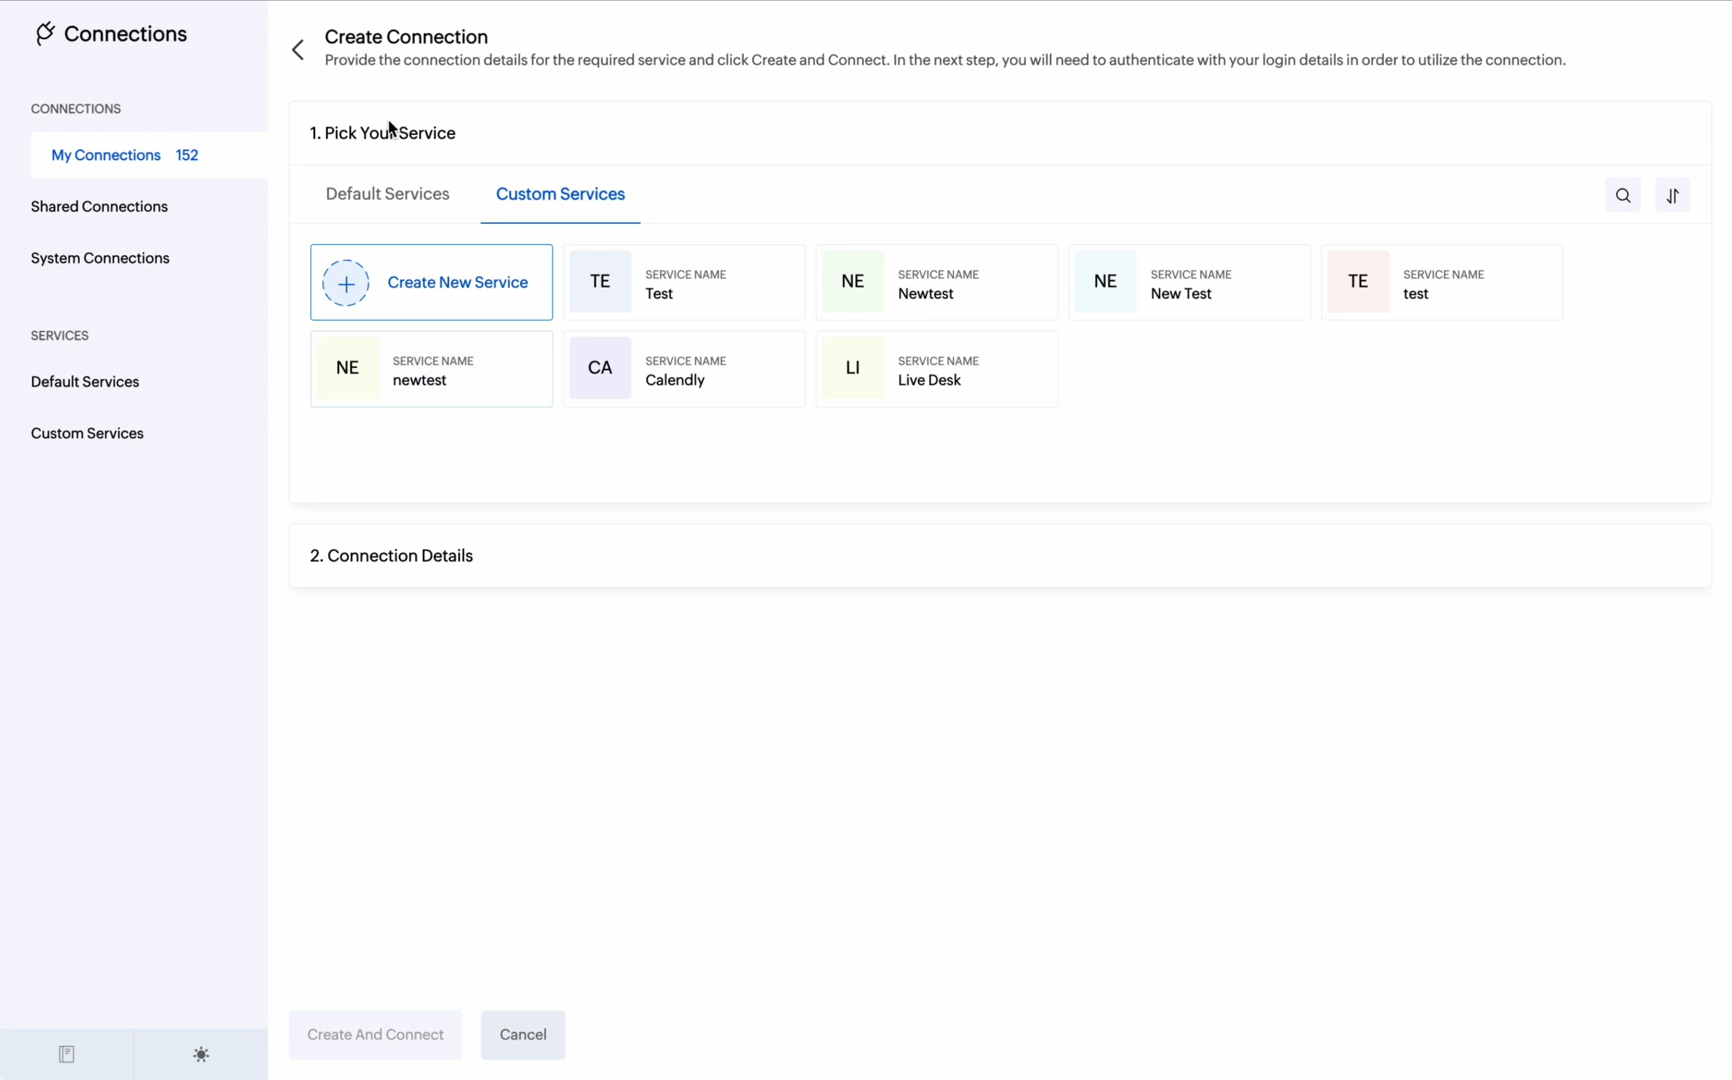 Connections
CONNECTIONS
My Connections 152
Shared Connections
System Connections
SERVICES
Default Services
Custom Services
Create Connection
Provide the connection details for the required service and click Create and Connect. In the next step, you will need to authenticate with your login details in order to utilize the connection.
1. Pick Your Service
Default Services
Custom Services
Create New Service
TE
SERVICE NAME
Test
NE
SERVICE NAME
Newtest
NE
SERVICE NAME
New Test
TE
SERVICE NAME
test
NE
SERVICE NAME
newtest
CA
SERVICE NAME
Calendly
LI
SERVICE NAME
Live Desk
2. Connection Details
Create And Connect
Cancel